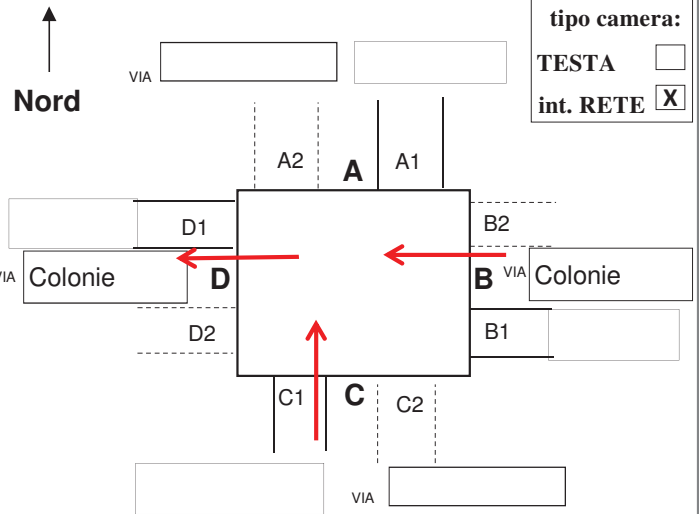 tipo camera:
VIA
TESTA
Nord
int. RETE X
A2 A A1
D1 B2
VIA Colonie D B VIA Colonie
D2 B1
C1 C C2
VIA